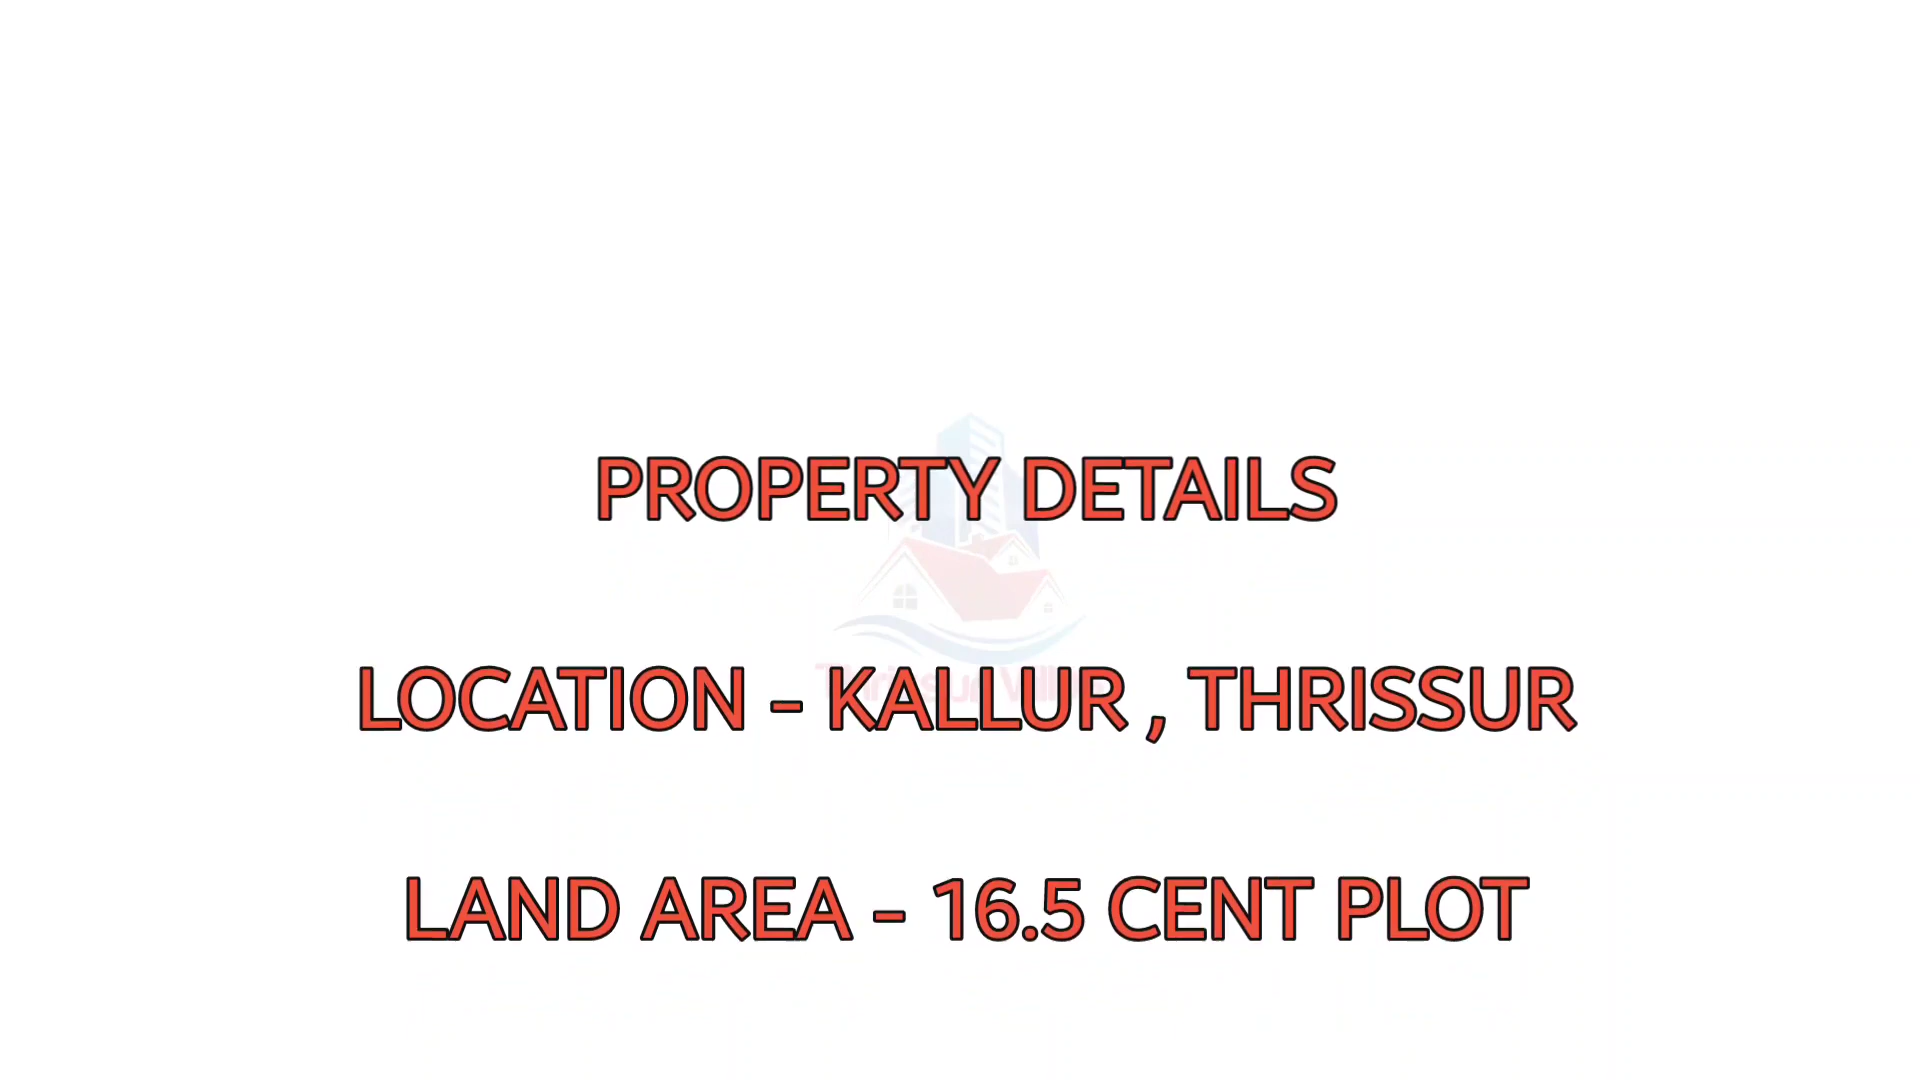 PROPERTY DETAILS
LOCATION - KALLUR , THRISSUR
LAND AREA - 16.5 CENT PLOT